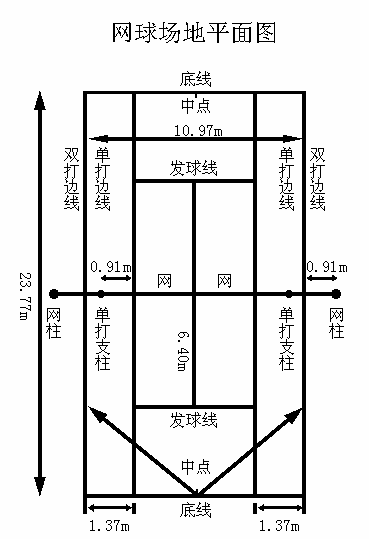 网球场地平面图
底线
中点
10.97m
双打边线
单打边线
单打边线
双打边线
发球线
0.91m
网
网
0.91m
23.77m
网柱
单打支柱
6.40m
单打支柱
网柱
发球线
中点
底线
1.37m
1.37m